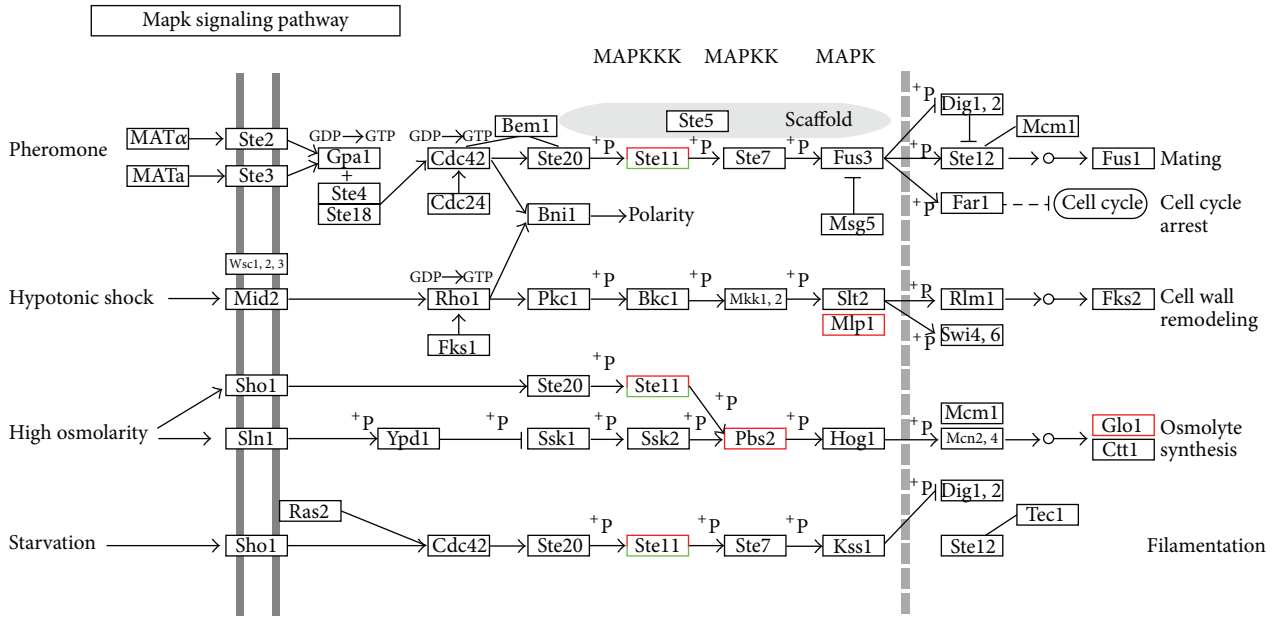 Mapk signaling pathway
MAPKKK MAPKK MAPK
Pheromone
MATα
MATa
Ste2
Ste3
GDP GTP
Gpa1
+
Ste4
Ste18
GDP GTP
Cdc42
Cdc24
Bem1
Ste20
+P
Ste11
+P
Ste7
+P
Fus3
Ste5
Scaffold
Msg5
Bni1
Polarity
+P
Dig1, 2
Mcm1
+P
Ste12
Fus1
Mating
+P
Far1
Cell cycle
Cell cycle
arrest
Hypotonic shock
Wsc1, 2, 3
Mid2
GDP GTP
Rho1
Fks1
Pkc1
+P
Bkc1
+P
Mkk1, 2
+P
Slt2
Mlp1
+P
Rlm1
Fks2
Cell wall
remodeling
+P
Swi4, 6
High osmolarity
Sho1
Ste20
+P
Ste11
+P
Sln1
+P
Ypd1
+P
Ssk1
+P
Ssk2
+P
Pbs2
+P
Hog1
+P
Mcm1
Mcn2, 4
Glo1
Ctt1
Osmolyte
synthesis
Starvation
Ras2
Sho1
Cdc42
Ste20
+P
Ste11
+P
Ste7
+P
Kss1
+P
Dig1, 2
Tec1
Ste12
Filamentation